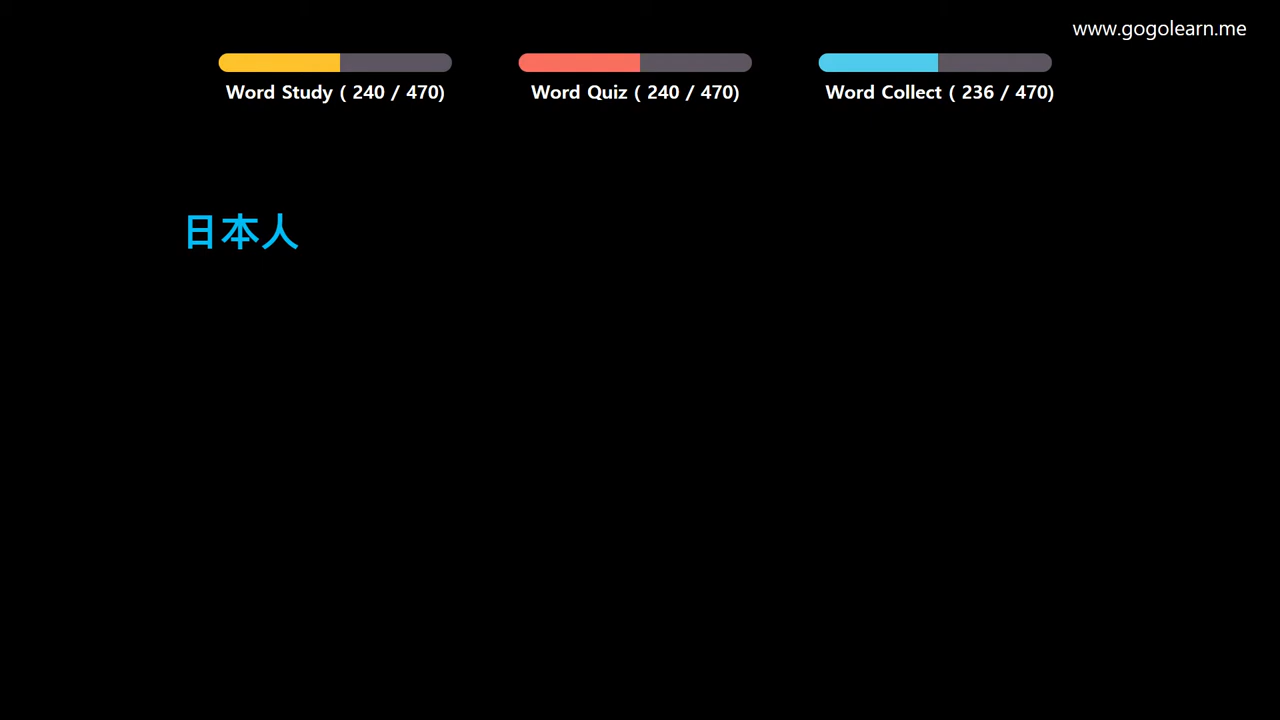 www.gogolearn.me
Word Study ( 240 / 470)
Word Quiz ( 240 / 470)
Word Collect ( 236 / 470)
日本人